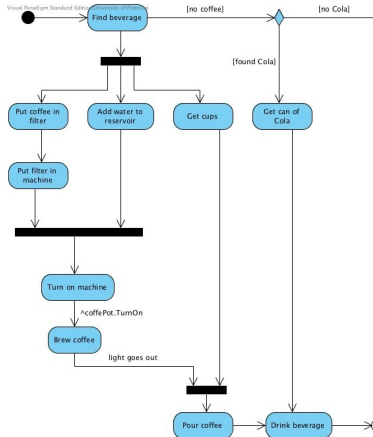 Visual Paradigm Standard Edition(University of
Find beverage
[no coffee]
[no Cola]
[found Cola]
Put coffee in
filter
Add water to
reservoir
Get cups
Get can of
Cola
Put filter in
machine
Turn on machine
^coffePot.TurnOn
Brew coffee
light goes out
Pour coffee
Drink beverage